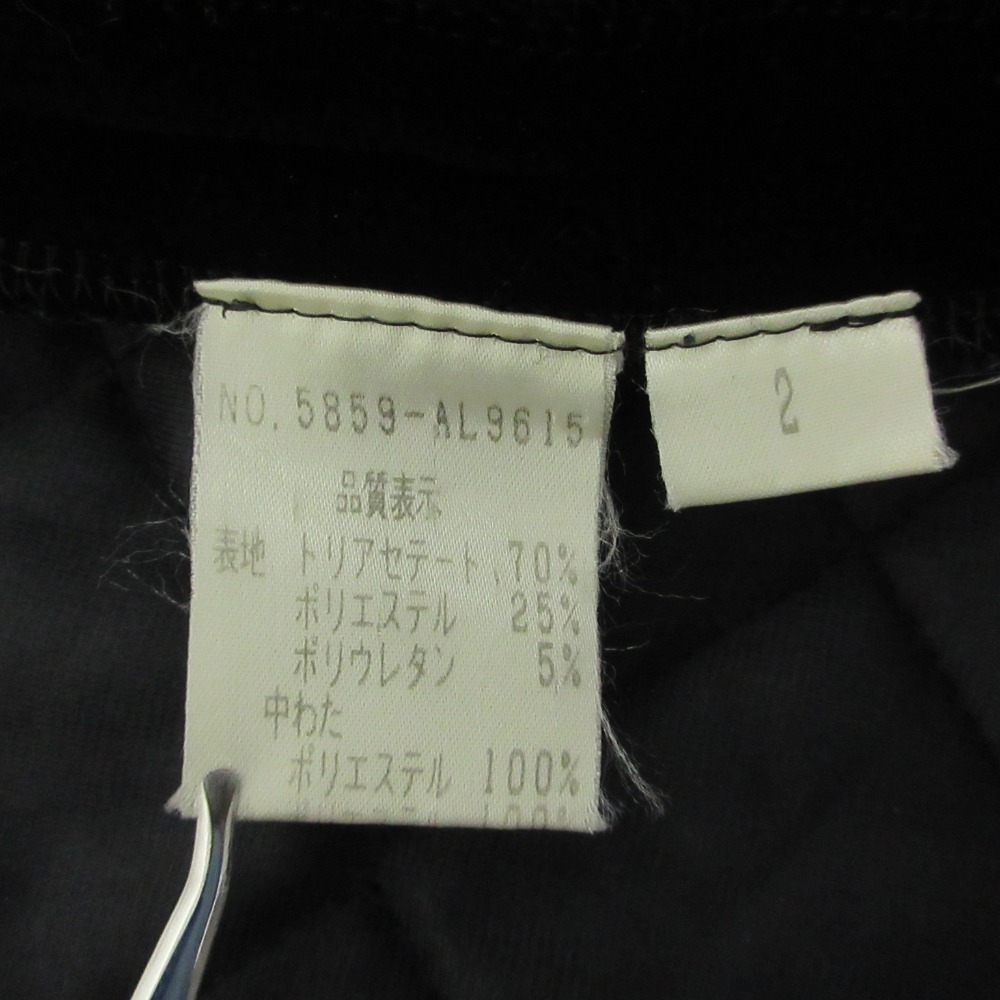 NO. 5859-AL9615
品質表示
表地 トリアセテート 70%
ポリエステル 25%
ポリウレタン 5%
中わた
ポリエステル 100%
2